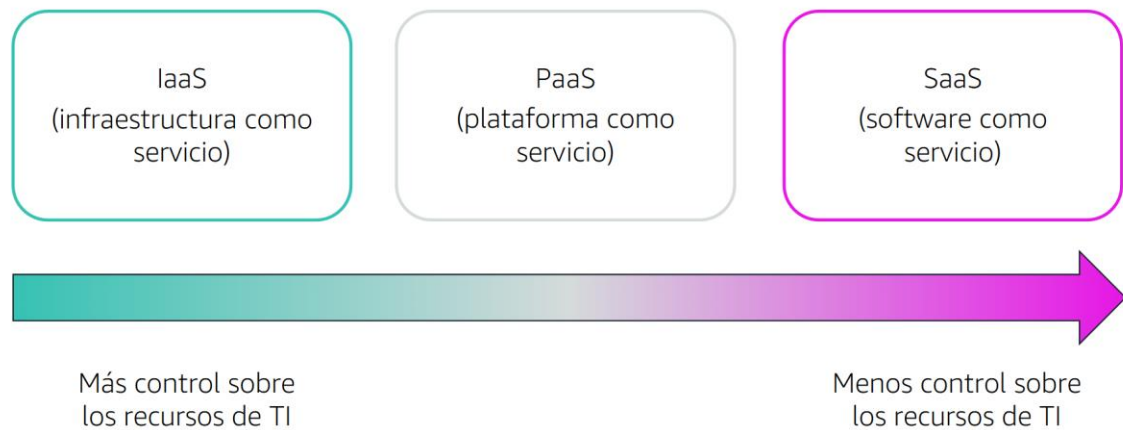 IaaS
(infraestructura como
servicio)
PaaS
(plataforma como
servicio)
SaaS
(software como
servicio)
Más control sobre
los recursos de TI
Menos control sobre
los recursos de TI